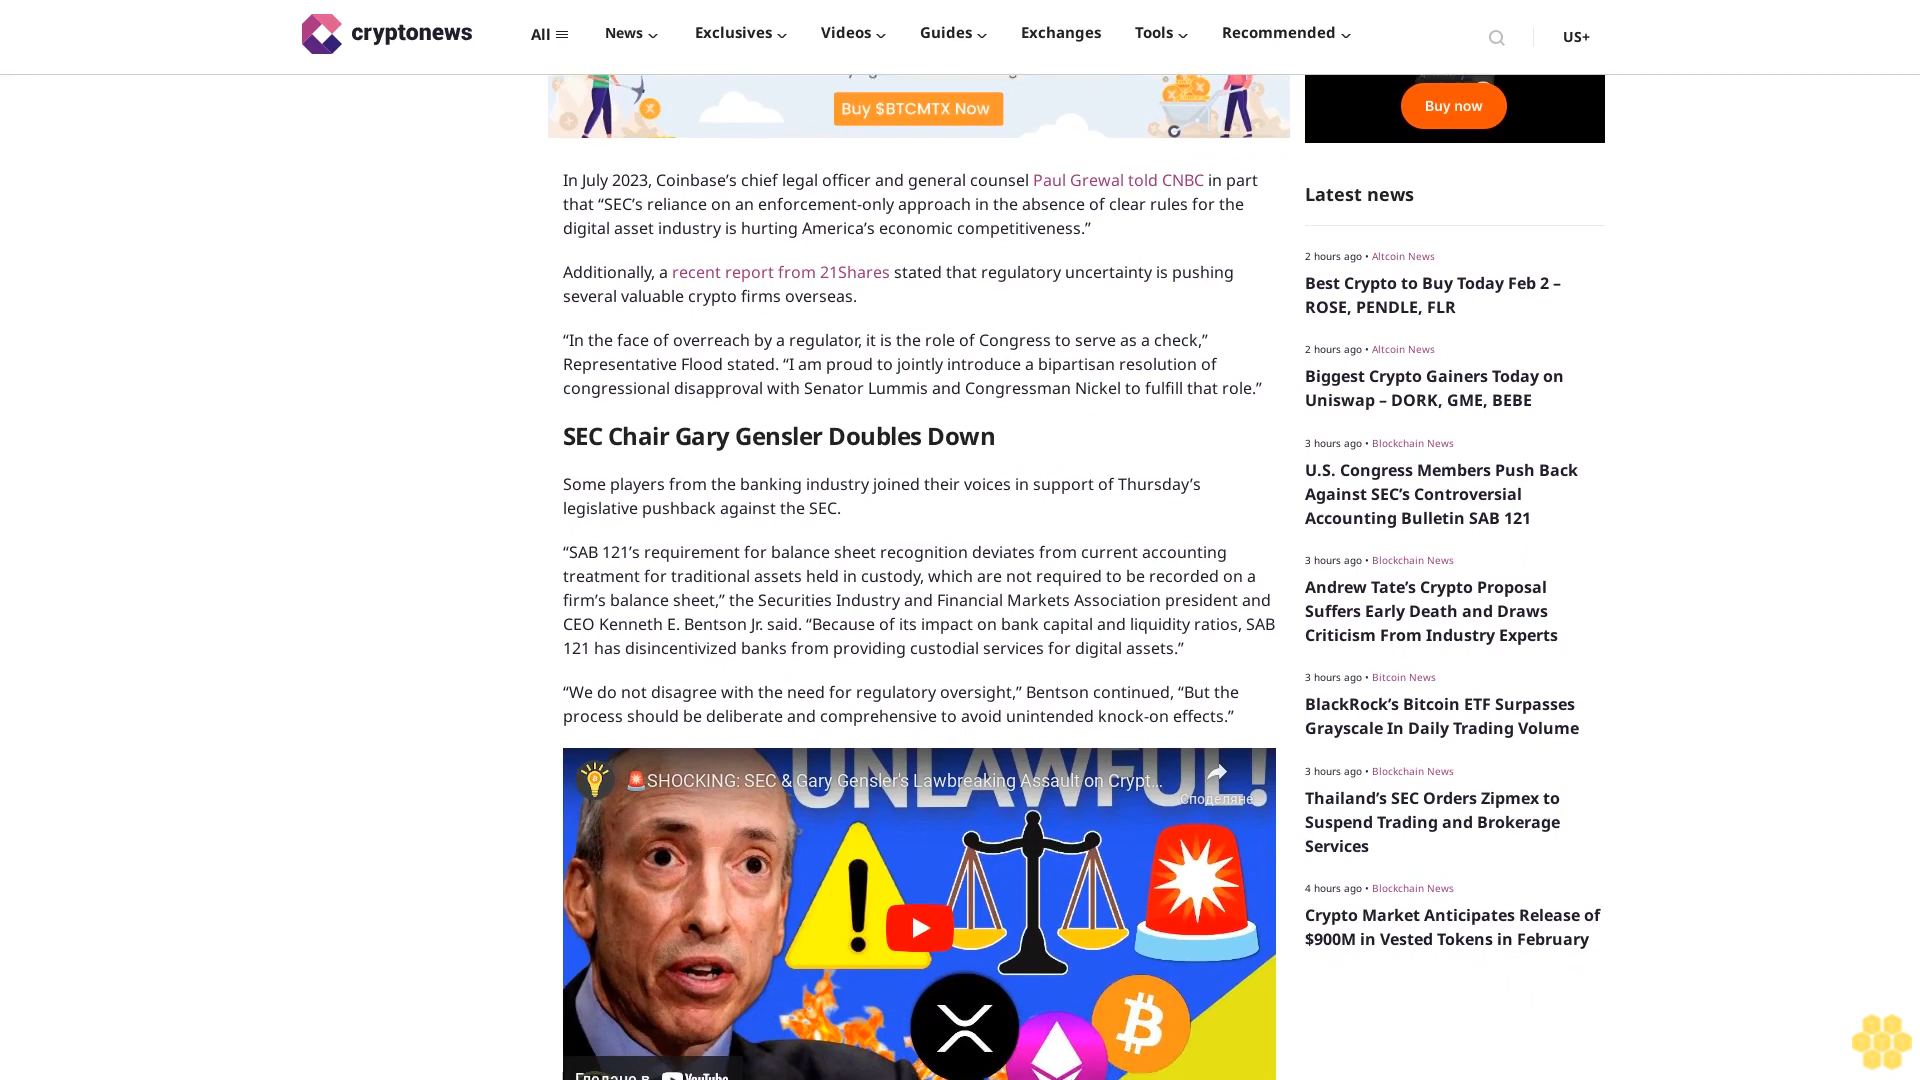 cryptonews
All
News
Exclusives
Videos
Guides
Exchanges
Tools
Recommended
US+
Buy $BTCMTX Now
Buy now
In July 2023, Coinbase’s chief legal officer and general counsel Paul Grewal told CNBC in part
that “SEC’s reliance on an enforcement-only approach in the absence of clear rules for the
digital asset industry is hurting America’s economic competitiveness.”
Additionally, a recent report from 21Shares stated that regulatory uncertainty is pushing
several valuable crypto firms overseas.
“In the face of overreach by a regulator, it is the role of Congress to serve as a check,”
Representative Flood stated. “I am proud to jointly introduce a bipartisan resolution of
congressional disapproval with Senator Lummis and Congressman Nickel to fulfill that role.”
SEC Chair Gary Gensler Doubles Down
Some players from the banking industry joined their voices in support of Thursday’s
legislative pushback against the SEC.
“SAB 121’s requirement for balance sheet recognition deviates from current accounting
treatment for traditional assets held in custody, which are not required to be recorded on a
firm’s balance sheet,” the Securities Industry and Financial Markets Association president and
CEO Kenneth E. Bentson Jr. said. “Because of its impact on bank capital and liquidity ratios, SAB
121 has disincentivized banks from providing custodial services for digital assets.”
“We do not disagree with the need for regulatory oversight,” Bentson continued, “But the
process should be deliberate and comprehensive to avoid unintended knock-on effects.”
UNLAWFUL!
🚨SHOCKING: SEC & Gary Gensler's Lawbreaking Assault on Crypt...
Споделяне
Гледане в YouTube
Latest news
2 hours ago • Altcoin News
Best Crypto to Buy Today Feb 2 –
ROSE, PENDLE, FLR
2 hours ago • Altcoin News
Biggest Crypto Gainers Today on
Uniswap – DORK, GME, BEBE
3 hours ago • Blockchain News
U.S. Congress Members Push Back
Against SEC’s Controversial
Accounting Bulletin SAB 121
3 hours ago • Blockchain News
Andrew Tate’s Crypto Proposal
Suffers Early Death and Draws
Criticism From Industry Experts
3 hours ago • Bitcoin News
BlackRock’s Bitcoin ETF Surpasses
Grayscale In Daily Trading Volume
3 hours ago • Blockchain News
Thailand’s SEC Orders Zipmex to
Suspend Trading and Brokerage
Services
4 hours ago • Blockchain News
Crypto Market Anticipates Release of
$900M in Vested Tokens in February